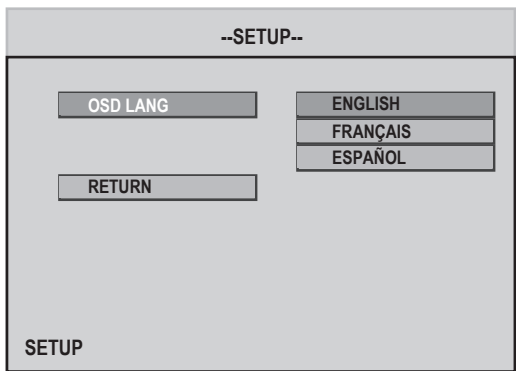 --SETUP--
OSD LANG
ENGLISH
FRANÇAIS
ESPAÑOL
RETURN
SETUP